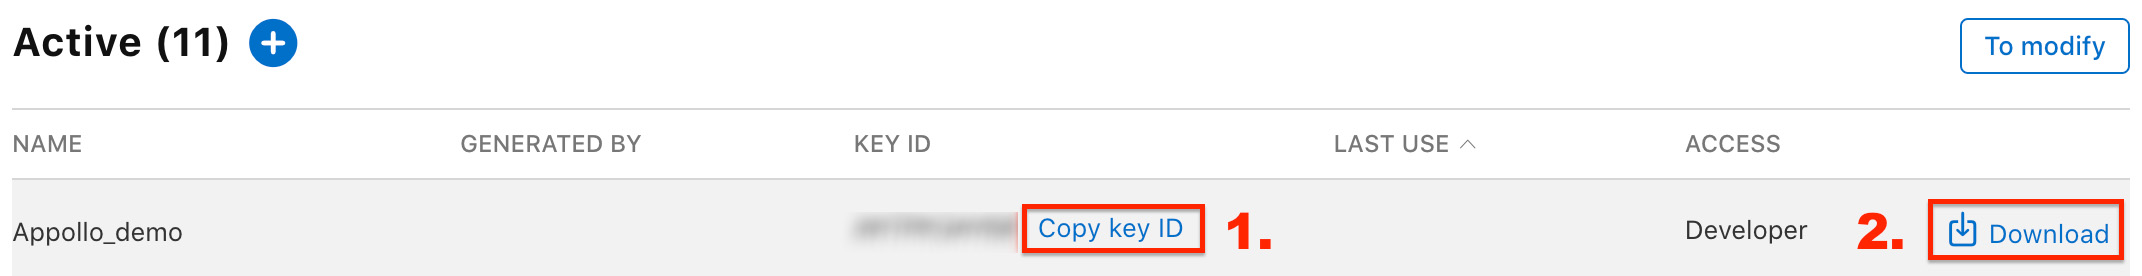 Active (11)
To modify
NAME GENERATED BY KEY ID LAST USE ACCESS
Appollo_demo Copy key ID 1. Developer 2. Download